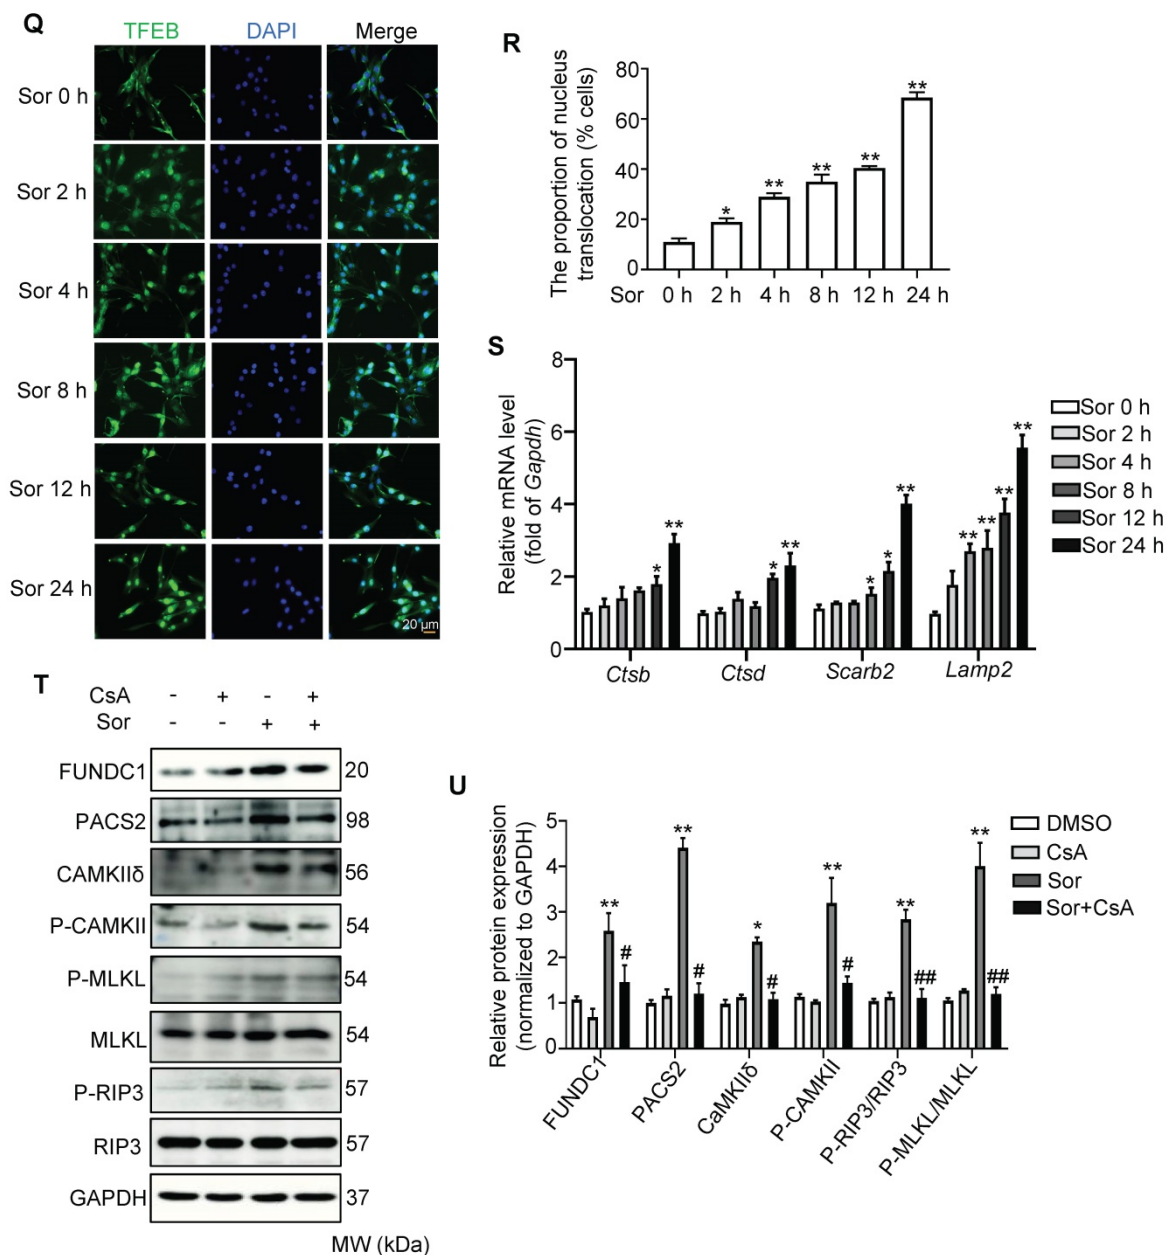 Q
TFEB DAPI Merge
Sor 0 h
Sor 2 h
Sor 4 h
Sor 8 h
Sor 12 h
Sor 24 h
20 µm
R
The proportion of nucleus
translocation (% cells)
80
60
40
20
0
** 
** 
** 
** 
*
Sor 0 h 2 h 4 h 8 h 12 h 24 h
S
Relative mRNA level
(fold of Gapdh)
8
6
4
2
0
* **
* **
* * **
** ** ** **
Ctsb Ctsd Scarb2 Lamp2
Sor 0 h
Sor 2 h
Sor 4 h
Sor 8 h
Sor 12 h
Sor 24 h
T
CsA - + - +
Sor - - + +
FUNDC1 20
PACS2 98
CAMKIIδ 56
P-CAMKII 54
P-MLKL 54
MLKL 54
P-RIP3 57
RIP3 57
GAPDH 37
MW (kDa)
U
Relative protein expression
(normalized to GAPDH)
5
4
3
2
1
0
** #
** #
* #
** #
** ##
** ##
FUNDC1
PACS2
CaMKIIδ
P-CAMKII
P-RIP3/RIP3
P-MLKL/MLKL
DMSO
CsA
Sor
Sor+CsA